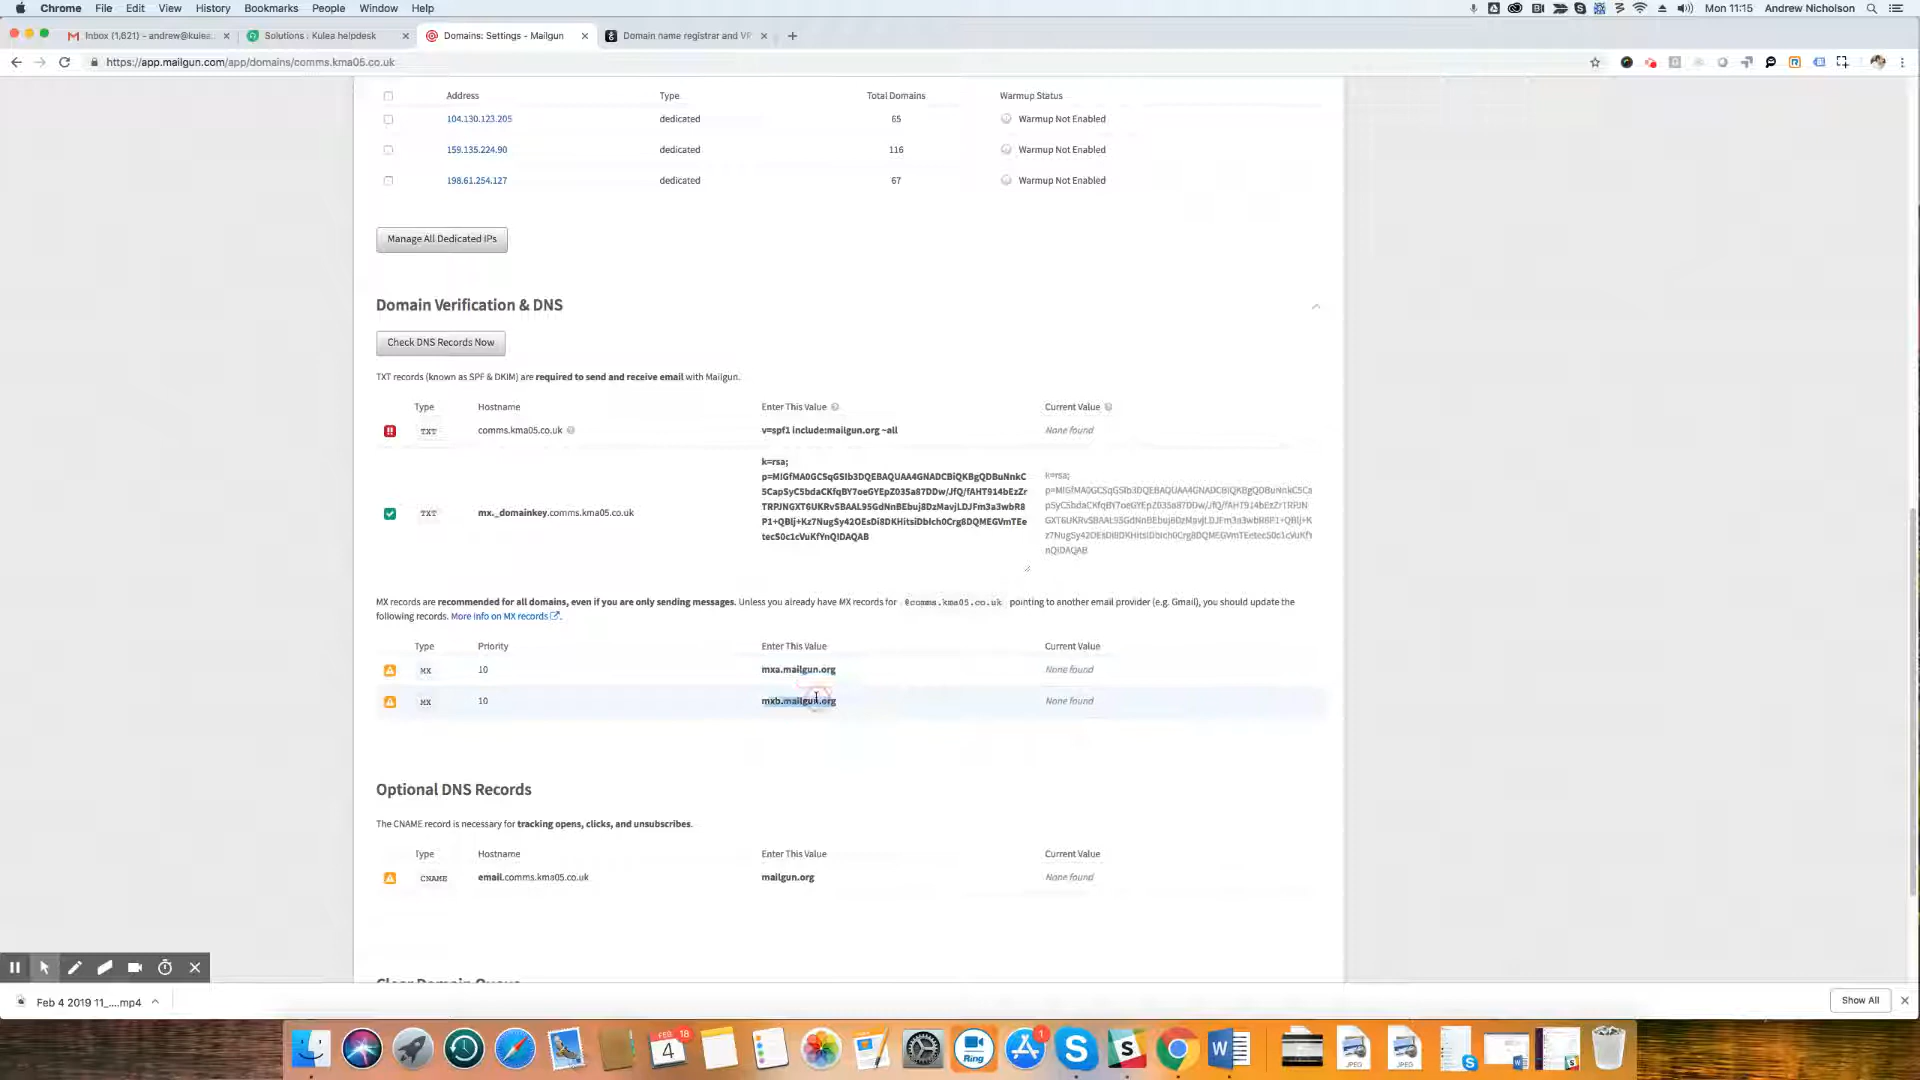 Chrome File Edit View History Bookmarks People Window Help Mon 11:15 Andrew Nicholson
Inbox (1,621) - andrew@kulea... Solutions : Kulea helpdesk Domains: Settings - Mailgun Domain name registrar and VP
https://app.mailgun.com/app/domains/comms.kma05.co.uk
Address Type Total Domains Warmup Status
104.130.123.205 dedicated 65 Warmup Not Enabled
159.135.224.90 dedicated 116 Warmup Not Enabled
198.61.254.127 dedicated 67 Warmup Not Enabled
Manage All Dedicated IPs
Domain Verification & DNS
Check DNS Records Now
TXT records (known as SPF & DKIM) are required to send and receive email with Mailgun.
Type Hostname Enter This Value Current Value
TXT comms.kma05.co.uk v=spf1 include:mailgun.org ~all None found
k=rsa;
TXT mx._domainkey.comms.kma05.co.uk
MX records are recommended for all domains, even if you are only sending messages. Unless you already have MX records for @comms.kma05.co.uk pointing to another email provider (e.g. Gmail), you should update the
following records. More info on MX records.
Type Priority Enter This Value Current Value
MX 10 mxa.mailgun.org None found
MX 10 mxb.mailgun.org None found
Optional DNS Records
The CNAME record is necessary for tracking opens, clicks, and unsubscribes.
Type Hostname Enter This Value Current Value
CNAME email.comms.kma05.co.uk mailgun.org None found
Feb 4 2019 11_....mp4 Show All
FEB 18
4
Ring
1
JPEG JPEG